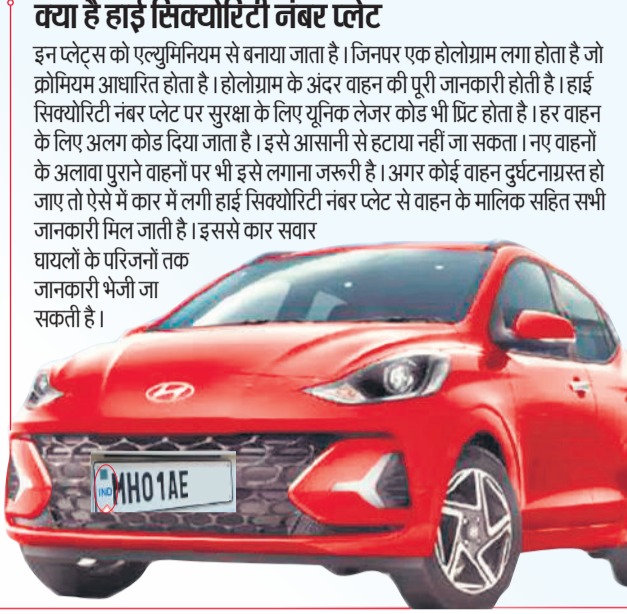 क्या है हाई सिक्योरिटी नंबर प्लेट
इन प्लेट्स को एल्युमिनियम से बनाया जाता है। जिनपर एक होलोग्राम लगा होता है जो
क्रोमियम आधारित होता है। होलोग्राम के अंदर वाहन की पूरी जानकारी होती है। हाई
सिक्योरिटी नंबर प्लेट पर सुरक्षा के लिए यूनिक लेजर कोड भी प्रिंट होता है। हर वाहन
के लिए अलग कोड दिया जाता है। इसे आसानी से हटाया नहीं जा सकता। नए वाहनों
के अलावा पुराने वाहनों पर भी इसे लगाना जरूरी है। अगर कोई वाहन दुर्घटनाग्रस्त हो
जाए तो ऐसे में कार में लगी हाई सिक्योरिटी नंबर प्लेट से वाहन के मालिक सहित सभी
जानकारी मिल जाती है। इससे कार सवार
घायलों के परिजनों तक
जानकारी भेजी जा
सकती है।
IND MH01AE